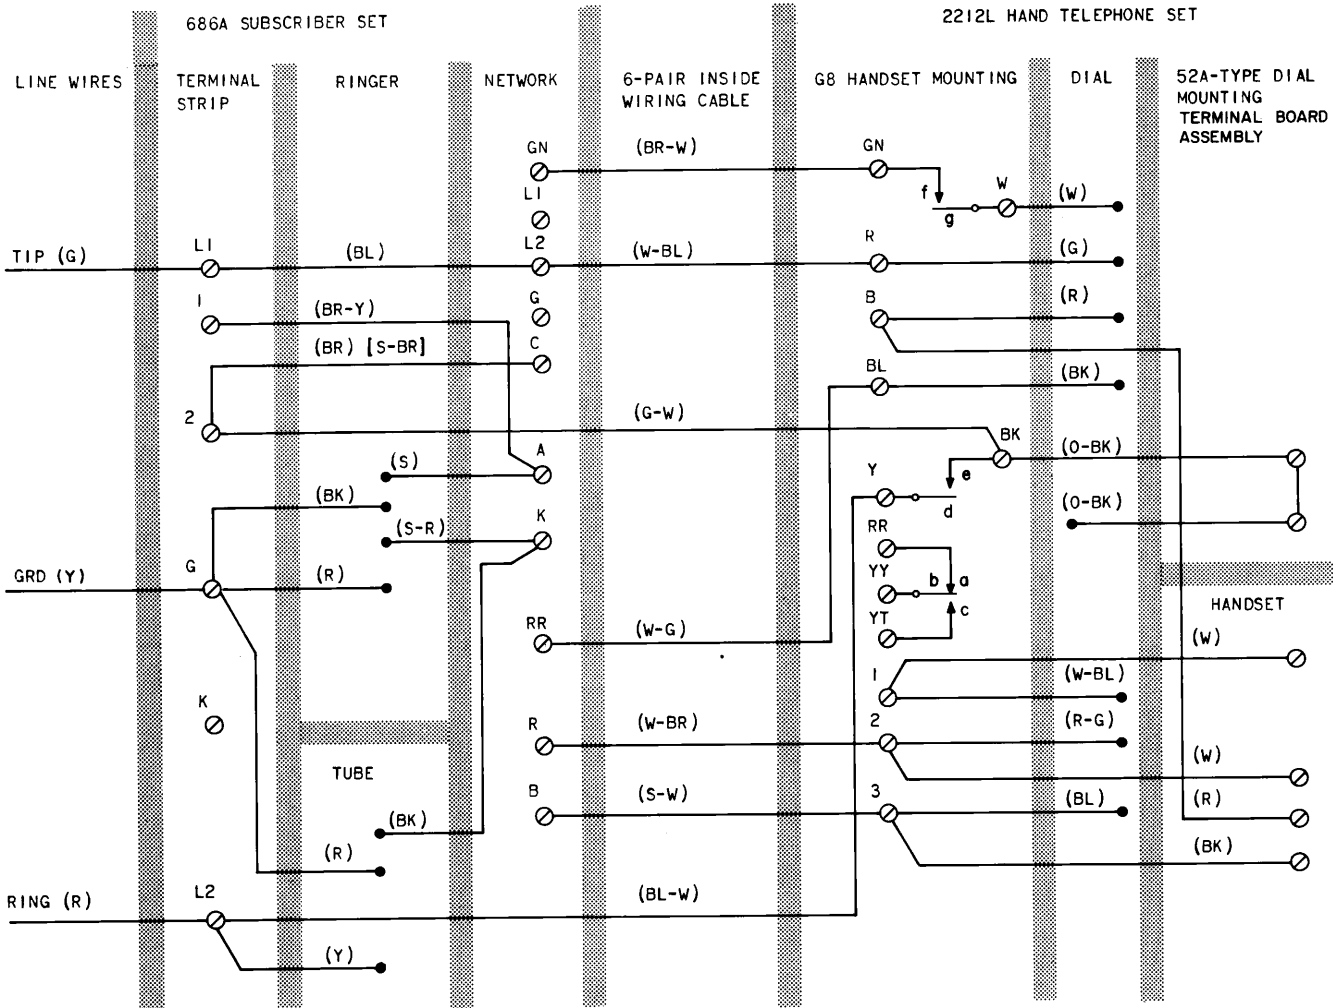 686A SUBSCRIBER SET
2212L HAND TELEPHONE SET
LINE WIRES
TERMINAL
STRIP
RINGER
NETWORK
6-PAIR INSIDE
WIRING CABLE
G8 HANDSET MOUNTING
DIAL
52A-TYPE DIAL
MOUNTING
TERMINAL BOARD
ASSEMBLY
GN
(BR-W)
GN
f
g
W
(W)
L1
TIP (G)
L1
(BL)
L2
(W-BL)
R
(G)
1
(BR-Y)
G
B
(R)
(BR) [S-BR]
C
BL
(BK)
2
(G-W)
BK
(O-BK)
A
(S)
Y
e
d
(BK)
(O-BK)
(S-R)
K
RR
GRD (Y)
G
(R)
YY
b
a
c
YT
HANDSET
RR
(W-G)
(W)
1
(W-BL)
K
R
(W-BR)
2
(R-G)
TUBE
(W)
B
(S-W)
3
(BL)
(R)
(BK)
(BK)
(R)
RING (R)
L2
(BL-W)
(Y)